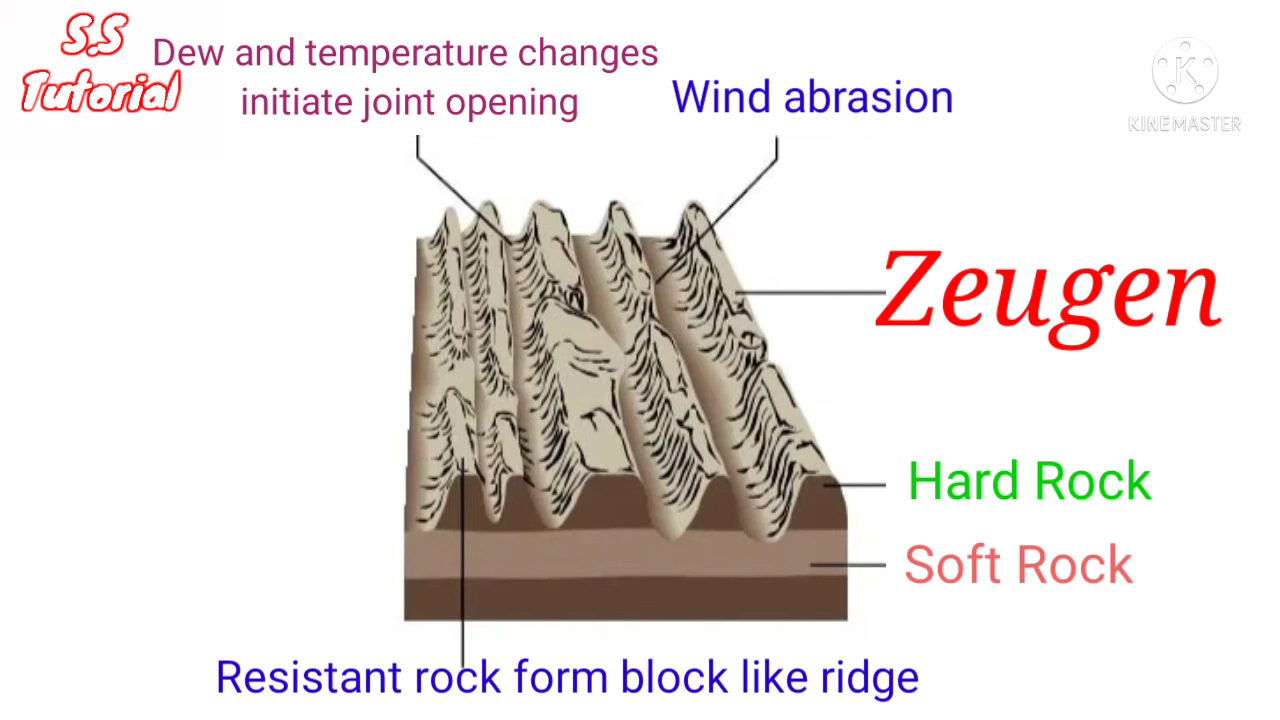 S.S
Tutorial
Dew and temperature changes
initiate joint opening
Wind abrasion
KINEMASTER
Zeugen
Hard Rock
Soft Rock
Resistant rock form block like ridge